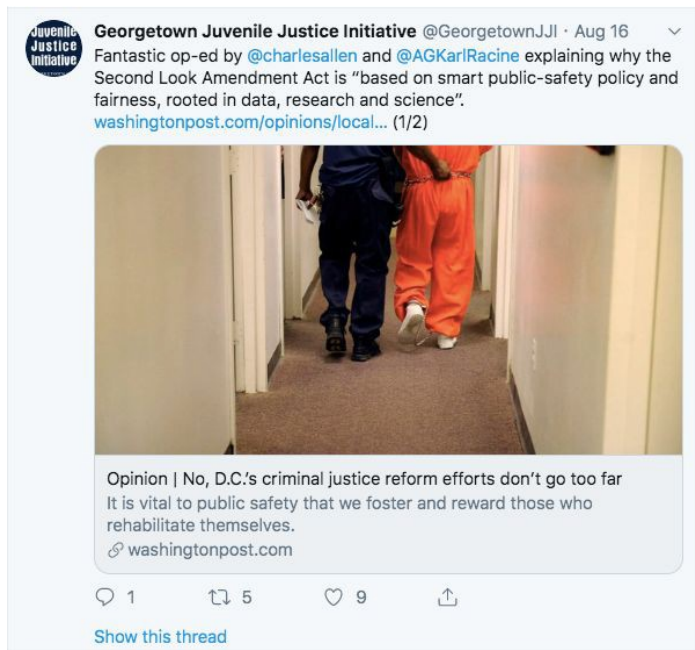 Juvenile
Justice
Initiative
Georgetown Juvenile Justice Initiative @GeorgetownJJI · Aug 16
Fantastic op-ed by @charlesallen and @AGKarlRacine explaining why the
Second Look Amendment Act is “based on smart public-safety policy and
fairness, rooted in data, research and science”.
washingtonpost.com/opinions/local... (1/2)
Opinion | No, D.C.’s criminal justice reform efforts don’t go too far
It is vital to public safety that we foster and reward those who
rehabilitate themselves.
washingtonpost.com
1 5 9
Show this thread